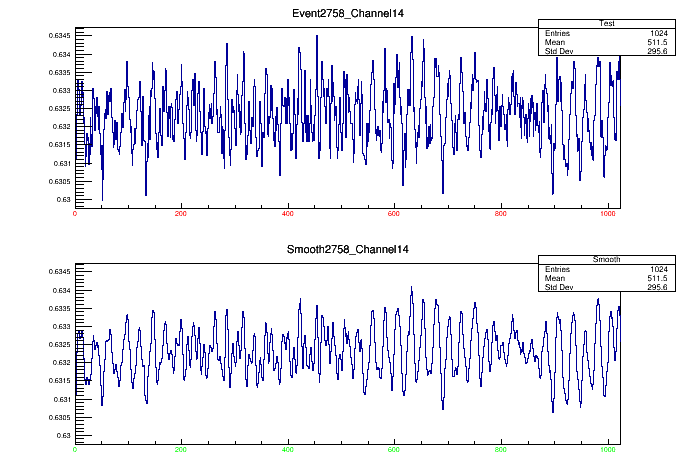 Event2758_Channel14
Test
Entries 1024
Mean 511.5
Std Dev 295.6
0.6345
0.634
0.6335
0.633
0.6325
0.632
0.6315
0.631
0.6305
0.63
0 200 400 600 800 1000
Smooth2758_Channel14
Smooth
Entries 1024
Mean 511.5
Std Dev 295.6
0.6345
0.634
0.6335
0.633
0.6325
0.632
0.6315
0.631
0.6305
0.63
0 200 400 600 800 1000